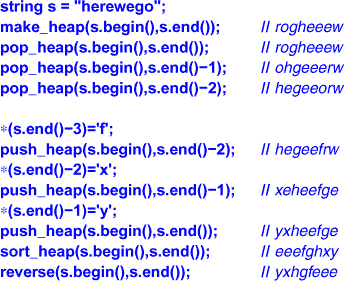 string s = "herewego";
make_heap(s.begin(),s.end()); // rogheeew
pop_heap(s.begin(),s.end()); // rogheeew
pop_heap(s.begin(),s.end()−1); // ohgeeerw
pop_heap(s.begin(),s.end()−2); // hegeeorw
∗(s.end()−3)='f';
push_heap(s.begin(),s.end()−2); // hegeefrw
∗(s.end()−2)='x';
push_heap(s.begin(),s.end()−1); // xeheefge
∗(s.end()−1)='y';
push_heap(s.begin(),s.end()); // yxheefge
sort_heap(s.begin(),s.end()); // eeefghxy
reverse(s.begin(),s.end()); // yxhgfeee